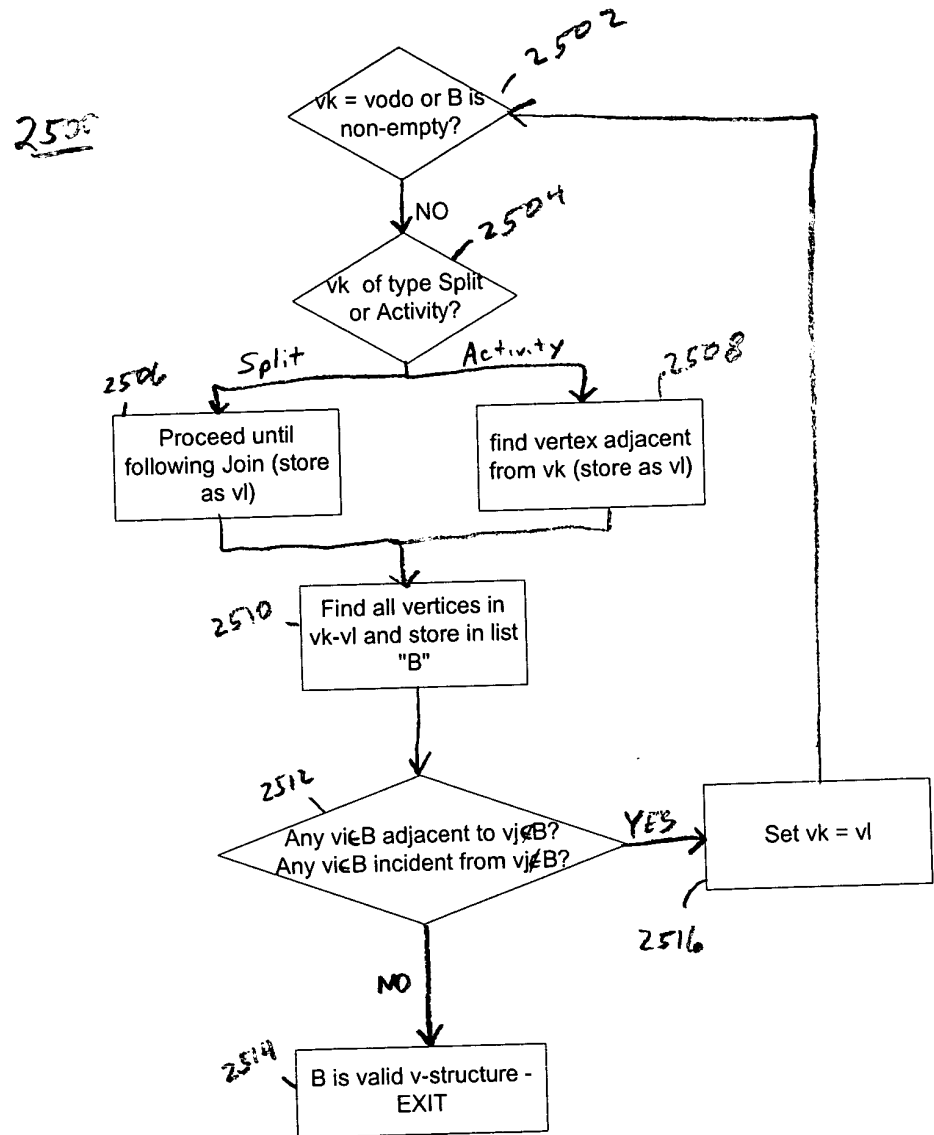 2502
vk = vodo or B is
non-empty?
NO
2504
vk of type Split
or Activity?
Split
Activity
2506
2508
Proceed until
following Join (store
as vl)
find vertex adjacent
from vk (store as vl)
2510
Find all vertices in
vk-vl and store in list
"B"
2512
Any vi∈B adjacent to vj∉B?
Any vi∈B incident from vj∉B?
YES
Set vk = vl
2516
NO
2514
B is valid v-structure -
EXIT